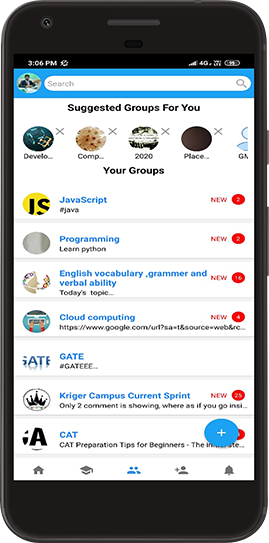 3:06 PM
4G
95
Search
Suggested Groups For You
Develo...
Comp...
2020
Place...
GM
Your Groups
JS
JavaScript
NEW 2
#java
Programming
NEW 2
Learn python
English vocabulary ,grammer and
verbal ability
NEW 16
Today's topic...
Cloud computing
NEW 4
https://www.google.com/url?sa=t&source=web&rc...
GATE
GATE
#GATEEE...
Kriger Campus Current Sprint
NEW 25
Only 2 comment is showing, where as if you go insi...
CAT
CAT Preparation Tips for Beginners - The
+